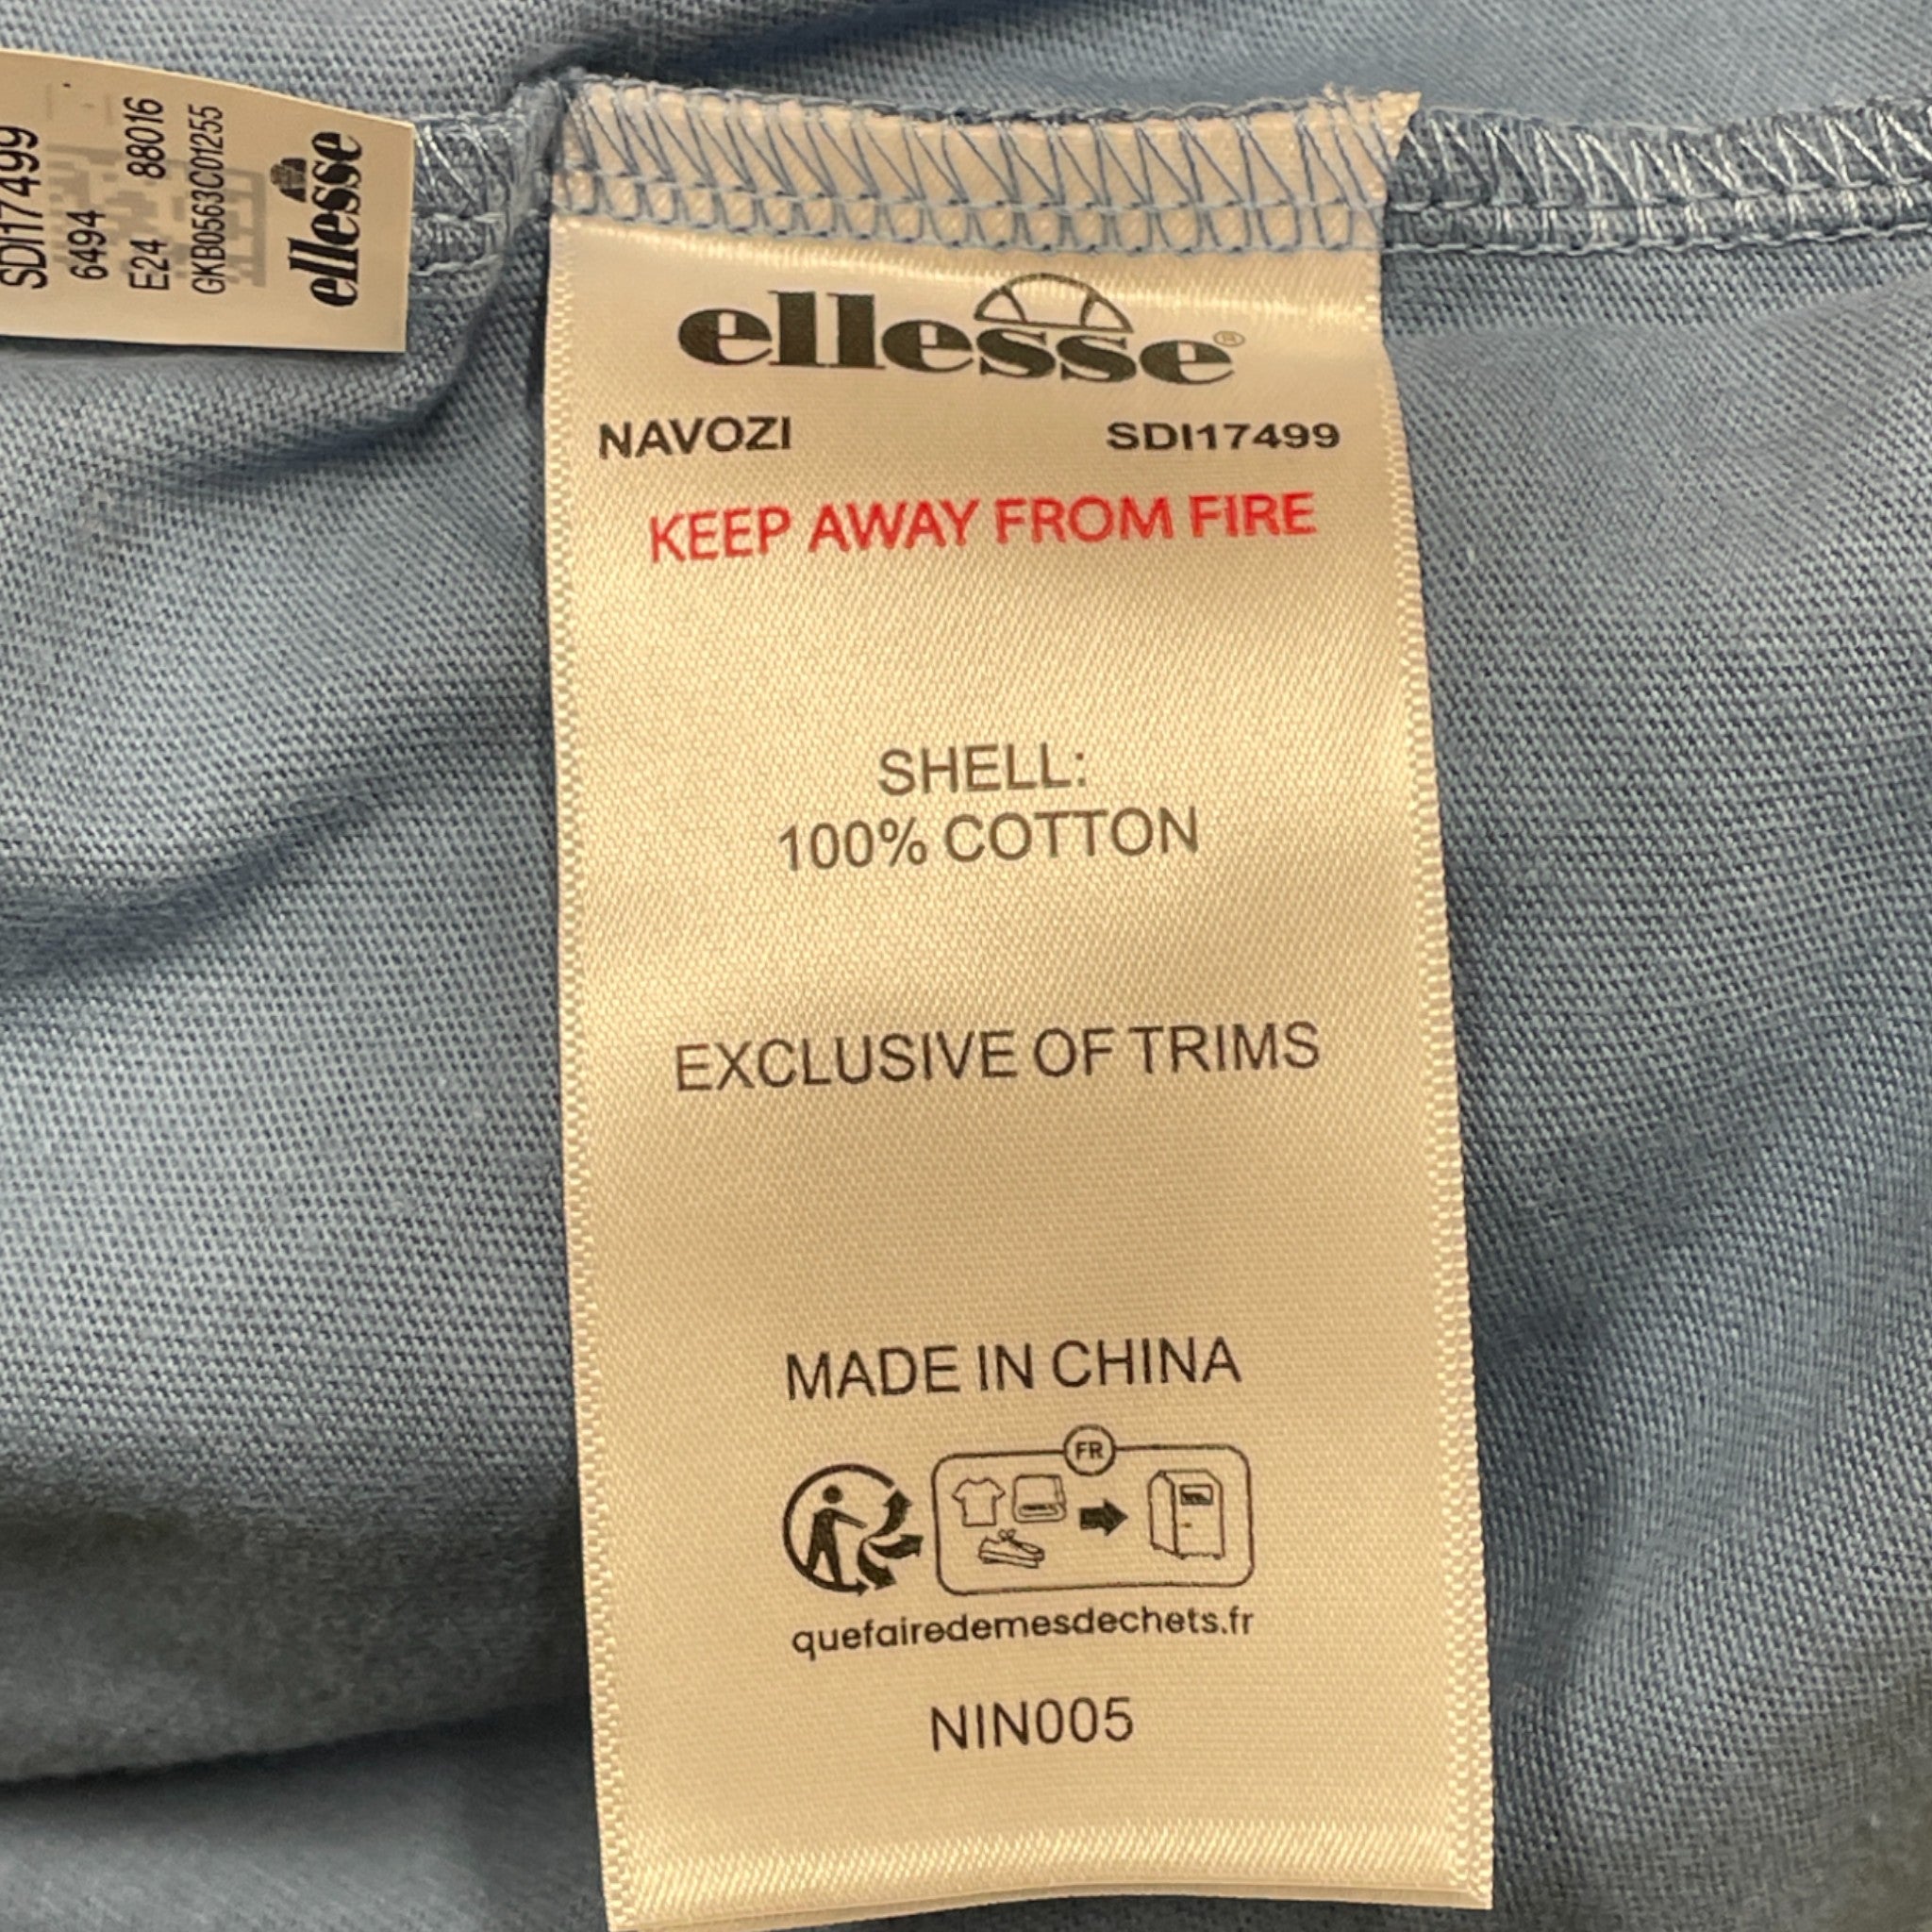 SDI17499
6494
E24 88016
GKB0563C01255
ellesse
ellesse®
NAVOZI SDI17499
KEEP AWAY FROM FIRE
SHELL:
100% COTTON
EXCLUSIVE OF TRIMS
MADE IN CHINA
FR
quefairedemesdechets.fr
NIN005